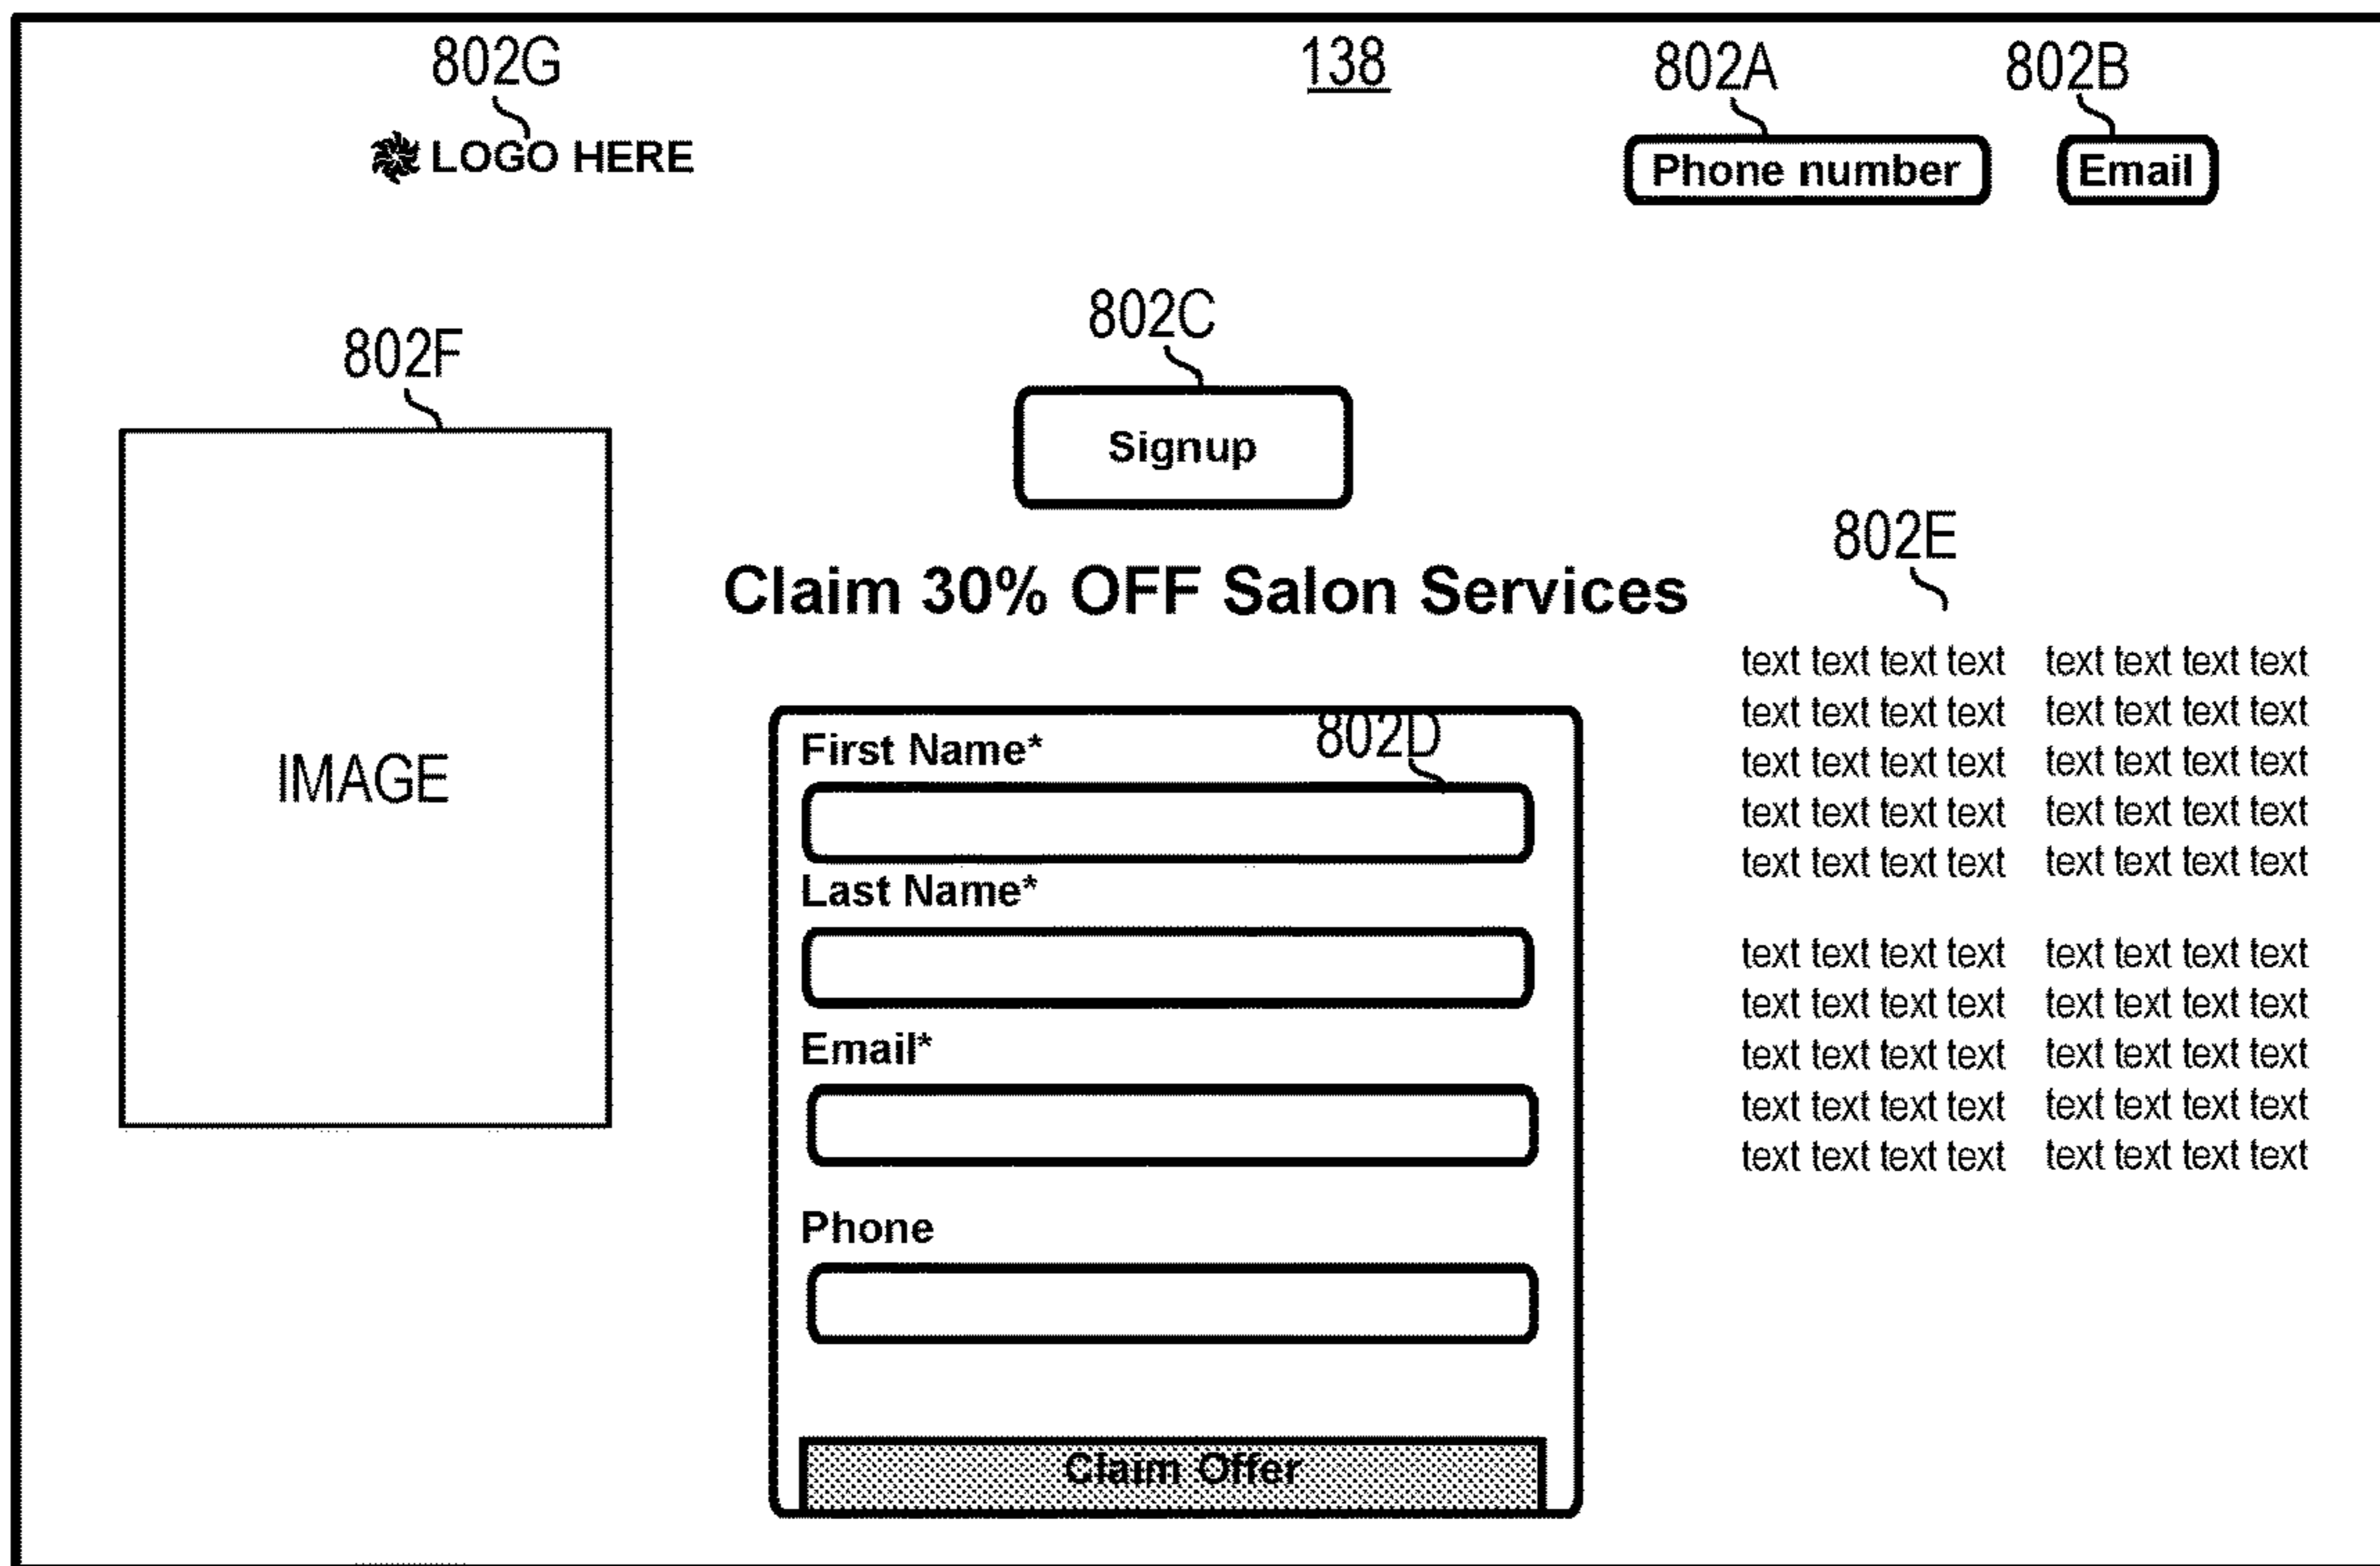 802G 138 802A 802B
LOGO HERE Phone number Email
802C
802F
Signup
802E
Claim 30% OFF Salon Services
text text text text text text text text
text text text text text text text text
First Name* 802D
text text text text text text text text
IMAGE
text text text text text text text text
text text text text text text text text
Last Name*
text text text text text text text text
text text text text text text text text
Email*
text text text text text text text text
text text text text text text text text
text text text text text text text text
Phone
Claim Offer